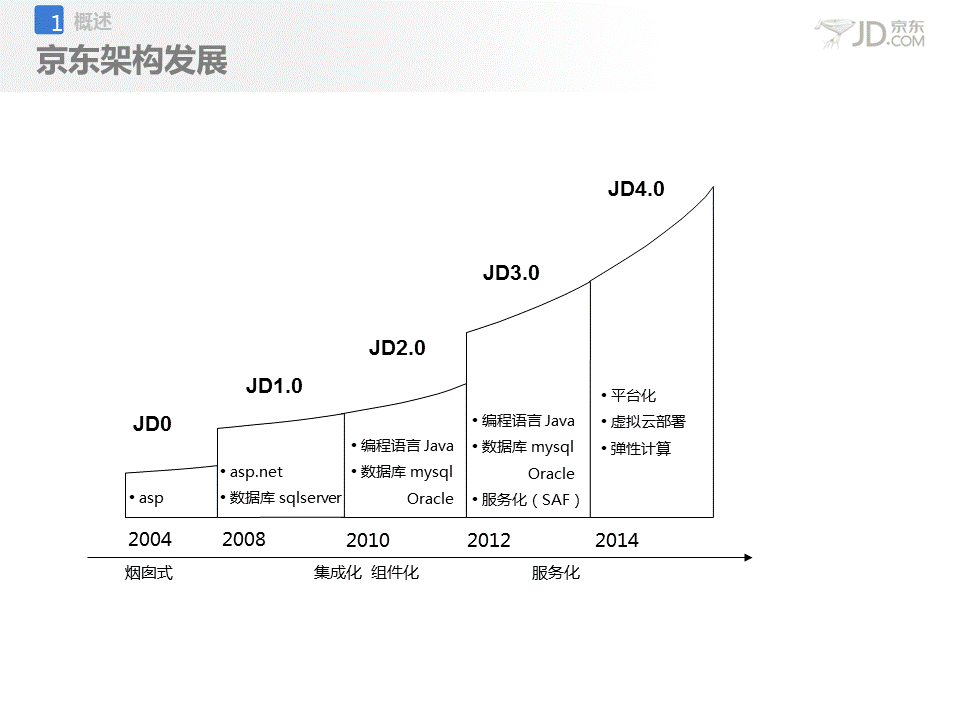 1 概述
京东架构发展
JD 京东 .COM
JD4.0
JD3.0
JD2.0
JD1.0
JD0
• asp
• asp.net
• 数据库 sqlserver
• 编程语言 Java
• 数据库 mysql
Oracle
• 编程语言 Java
• 数据库 mysql
Oracle
• 服务化(SAF)
• 平台化
• 虚拟云部署
• 弹性计算
2004 2008 2010 2012 2014
烟囱式 集成化 组件化 服务化